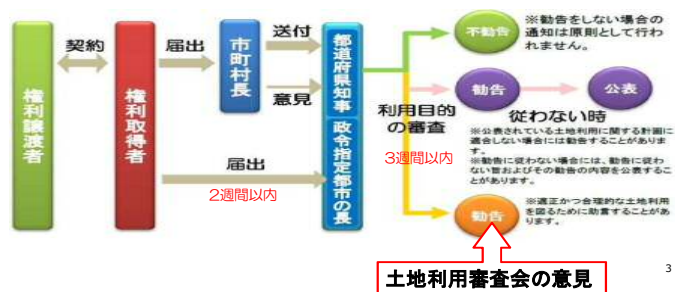 権利譲渡者
契約
権利取得者
届出
市町村長
送付
意見
届出
2週間以内
都道府県知事
政令指定都市の長
利用目的
の審査
3週間以内
不勧告
※勧告をしない場合の
通知は原則として行わ
れません。
勧告
公表
従わない時
※公表されている土地利用に関する計画に
適合しない場合には勧告することがありま
す。
※勧告に従わない場合には、勧告に従わ
ない旨およびその勧告の内容を公表するこ
とがあります。
勧告
※適正かつ合理的な土地利用
を図るために助言することがあ
ります。
土地利用審査会の意見
3